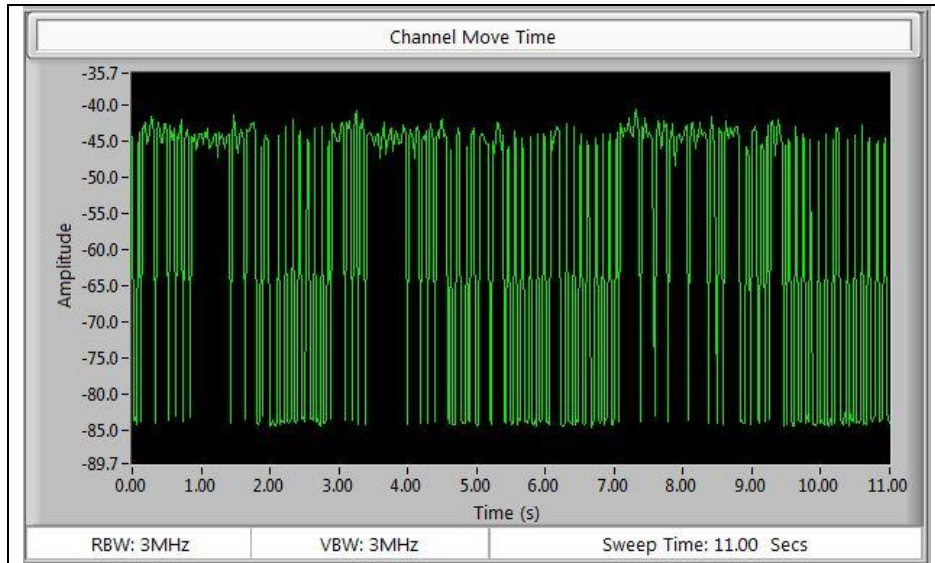 Channel Move Time
-35.7
-40.0
-45.0
-50.0
-55.0
-60.0
-65.0
-70.0
-75.0
-80.0
-85.0
-89.7
Amplitude
0.00 1.00 2.00 3.00 4.00 5.00 6.00 7.00 8.00 9.00 10.00 11.00
Time (s)
RBW: 3MHz VBW: 3MHz Sweep Time: 11.00 Secs